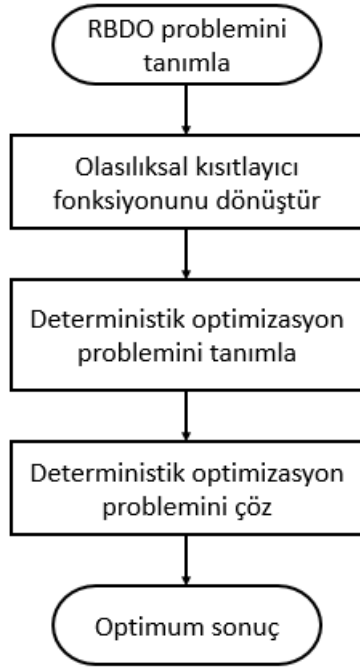 RBDO problemini
tanımla
Olasılıksal kısıtlayıcı
fonksiyonunu dönüştür
Deterministik optimizasyon
problemini tanımla
Deterministik optimizasyon
problemini çöz
Optimum sonuç